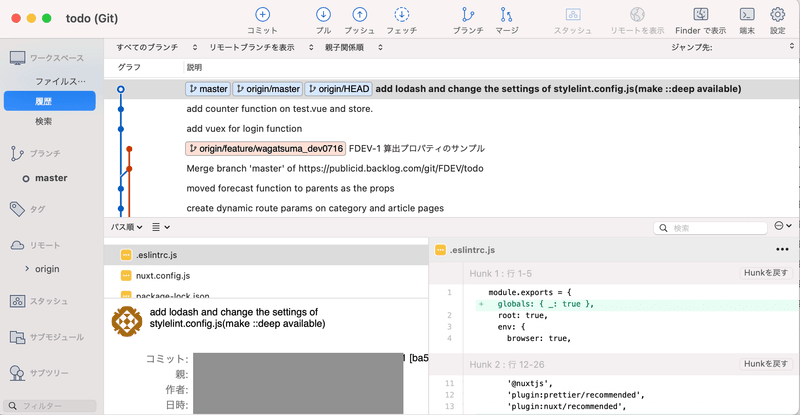 todo (Git)
コミット
プル
プッシュ
フェッチ
ブランチ
マージ
スタッシュ
リモートを表示
Finder で表示
端末
設定
ワークスペース
ファイルス…
履歴
検索
ブランチ
master
タグ
リモート
origin
スタッシュ
サブモジュール
サブツリー
フィルター
すべてのブランチ リモートブランチを表示 親子関係順 ジャンプ先:
グラフ 説明
master origin/master origin/HEAD add lodash and change the settings of stylelint.config.js(make ::deep available)
add counter function on test.vue and store.
add vuex for login function
origin/feature/wagatsuma_dev0716 FDEV-1 算出プロパティのサンプル
Merge branch 'master' of https://publicid.backlog.com/git/FDEV/todo
moved forecast function to parents as the props
create dynamic route params on category and article pages
パス順 検索
.eslintrc.js
nuxt.config.js
package-lock.json
add lodash and change the settings of
stylelint.config.js(make ::deep available)
コミット: 1 [ba5
親:
作者:
日時:
.eslintrc.js
Hunk 1 : 行 1-5 Hunkを戻す
1 module.exports = {
+ globals: { _: true },
2 root: true,
3 env: {
4 browser: true,
Hunk 2 : 行 12-26 Hunkを戻す
11 '@nuxtjs',
12 'plugin:prettier/recommended',
13 'plugin:nuxt/recommended',